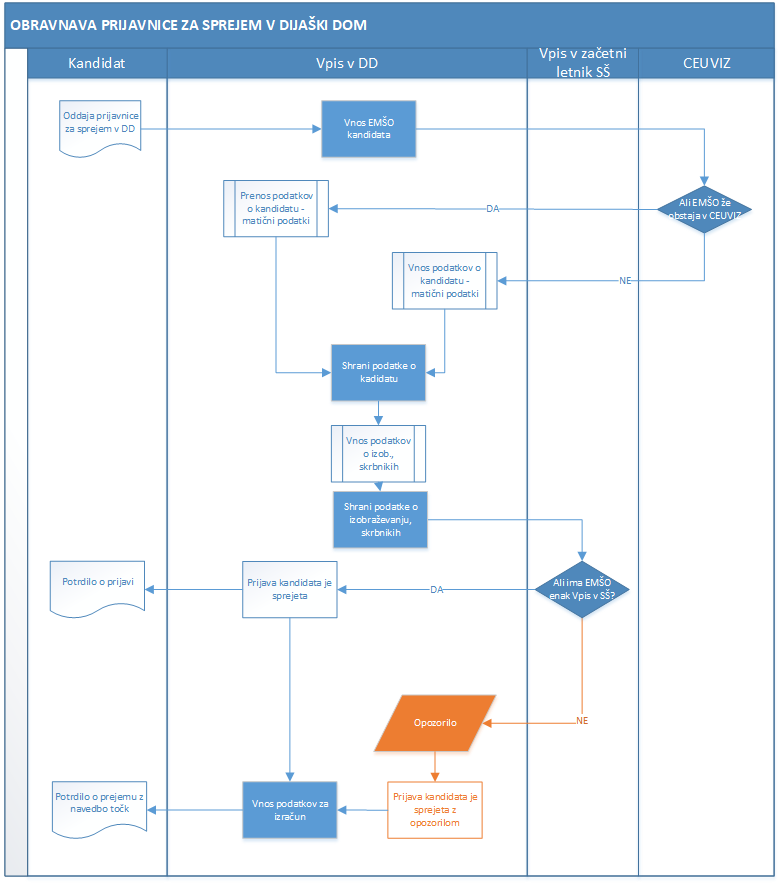 OBRAVNAVA PRIJAVNICE ZA SPREJEM V DIJAŠKI DOM
Kandidat
Vpis v DD
Vpis v začetni
letnik SŠ
CEUVIZ
Oddaja prijavnice
za sprejem v DD
Vnos EMŠO
kandidata
Ali EMŠO že
obstaja v CEUVIZ
DA
Prenos podatkov
o kandidatu -
matični podatki
NE
Vnos podatkov o
kandidatu -
matični podatki
Shrani podatke o
kadidatu
Vnos podatkov
o izob.,
skrbnikih
Shrani podatke o
izobraževanju,
skrbnikih
Ali ima EMŠO
enak Vpis v SŠ?
DA
Prijava kandidata je
sprejeta
Potrdilo o prijavi
NE
Opozorilo
Prijava kandidata je
sprejeta z
opozorilom
Vnos podatkov za
izračun
Potrdilo o prejemu z
navedbo točk